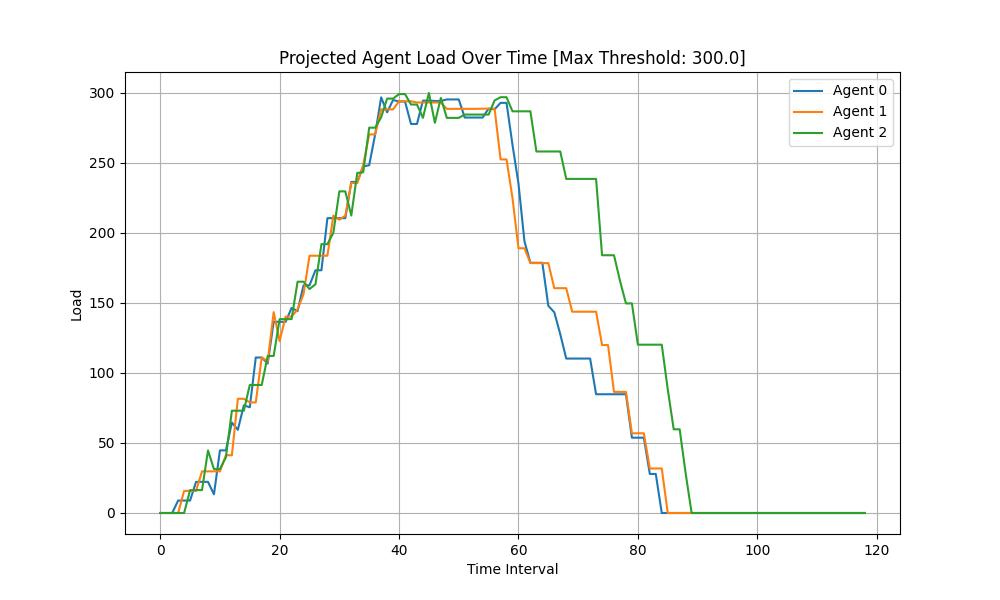 Projected Agent Load Over Time [Max Threshold: 300.0]
Agent 0
Agent 1
Agent 2
Load
300
250
200
150
100
50
0
0 20 40 60 80 100 120
Time Interval